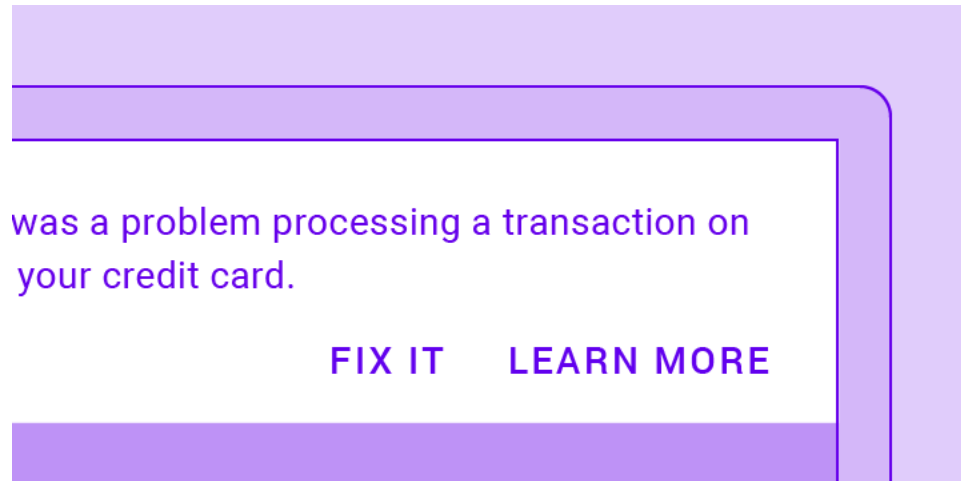 was a problem processing a transaction on
your credit card.
FIX IT LEARN MORE